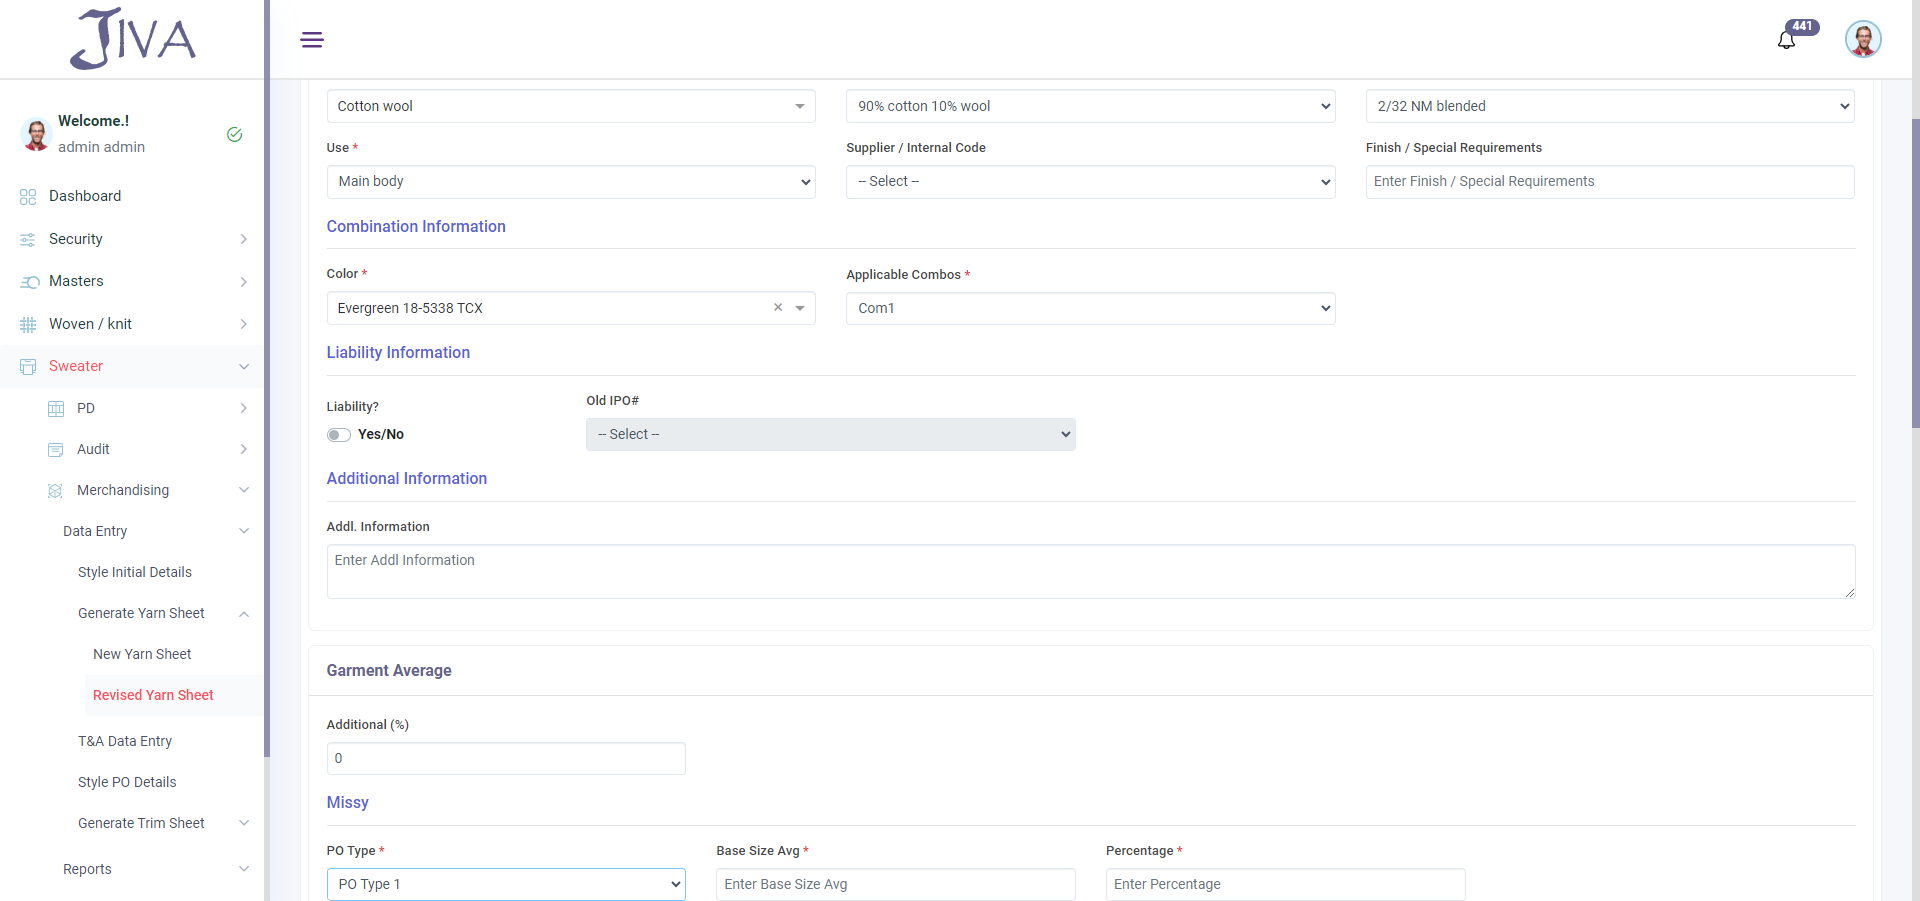 JIVA
441
Welcome.!
admin admin
Dashboard
Security
Masters
Woven / knit
Sweater
PD
Audit
Merchandising
Data Entry
Style Initial Details
Generate Yarn Sheet
New Yarn Sheet
Revised Yarn Sheet
T&A Data Entry
Style PO Details
Generate Trim Sheet
Reports
Cotton wool
90% cotton 10% wool
2/32 NM blended
Use *
Supplier / Internal Code
Finish / Special Requirements
Main body
-- Select --
Enter Finish / Special Requirements
Combination Information
Color *
Applicable Combos *
Evergreen 18-5338 TCX
×
Com1
Liability Information
Liability?
Old IPO#
Yes/No
-- Select --
Additional Information
Addl. Information
Enter Addl Information
Garment Average
Additional (%)
0
Missy
PO Type *
Base Size Avg *
Percentage *
PO Type 1
Enter Base Size Avg
Enter Percentage